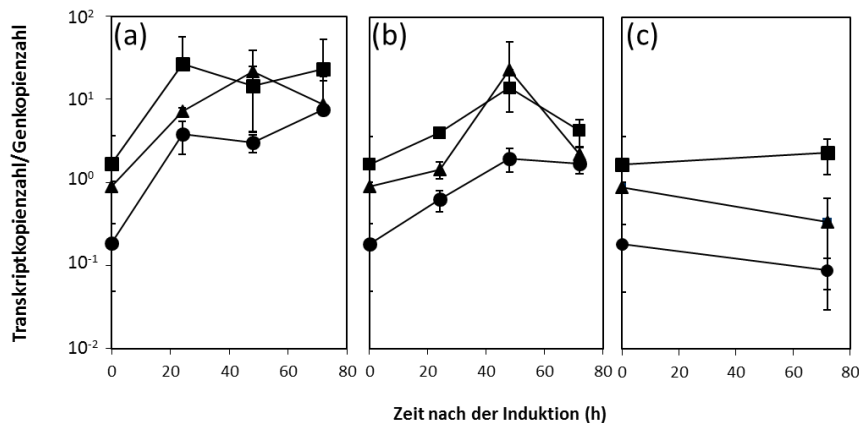 (a) (b) (c)
Transkriptkopienzahl/Genkopienzahl
10²
10¹
10⁰
10⁻¹
10⁻²
0 20 40 60 80 0 20 40 60 80 0 20 40 60 80
Zeit nach der Induktion (h)